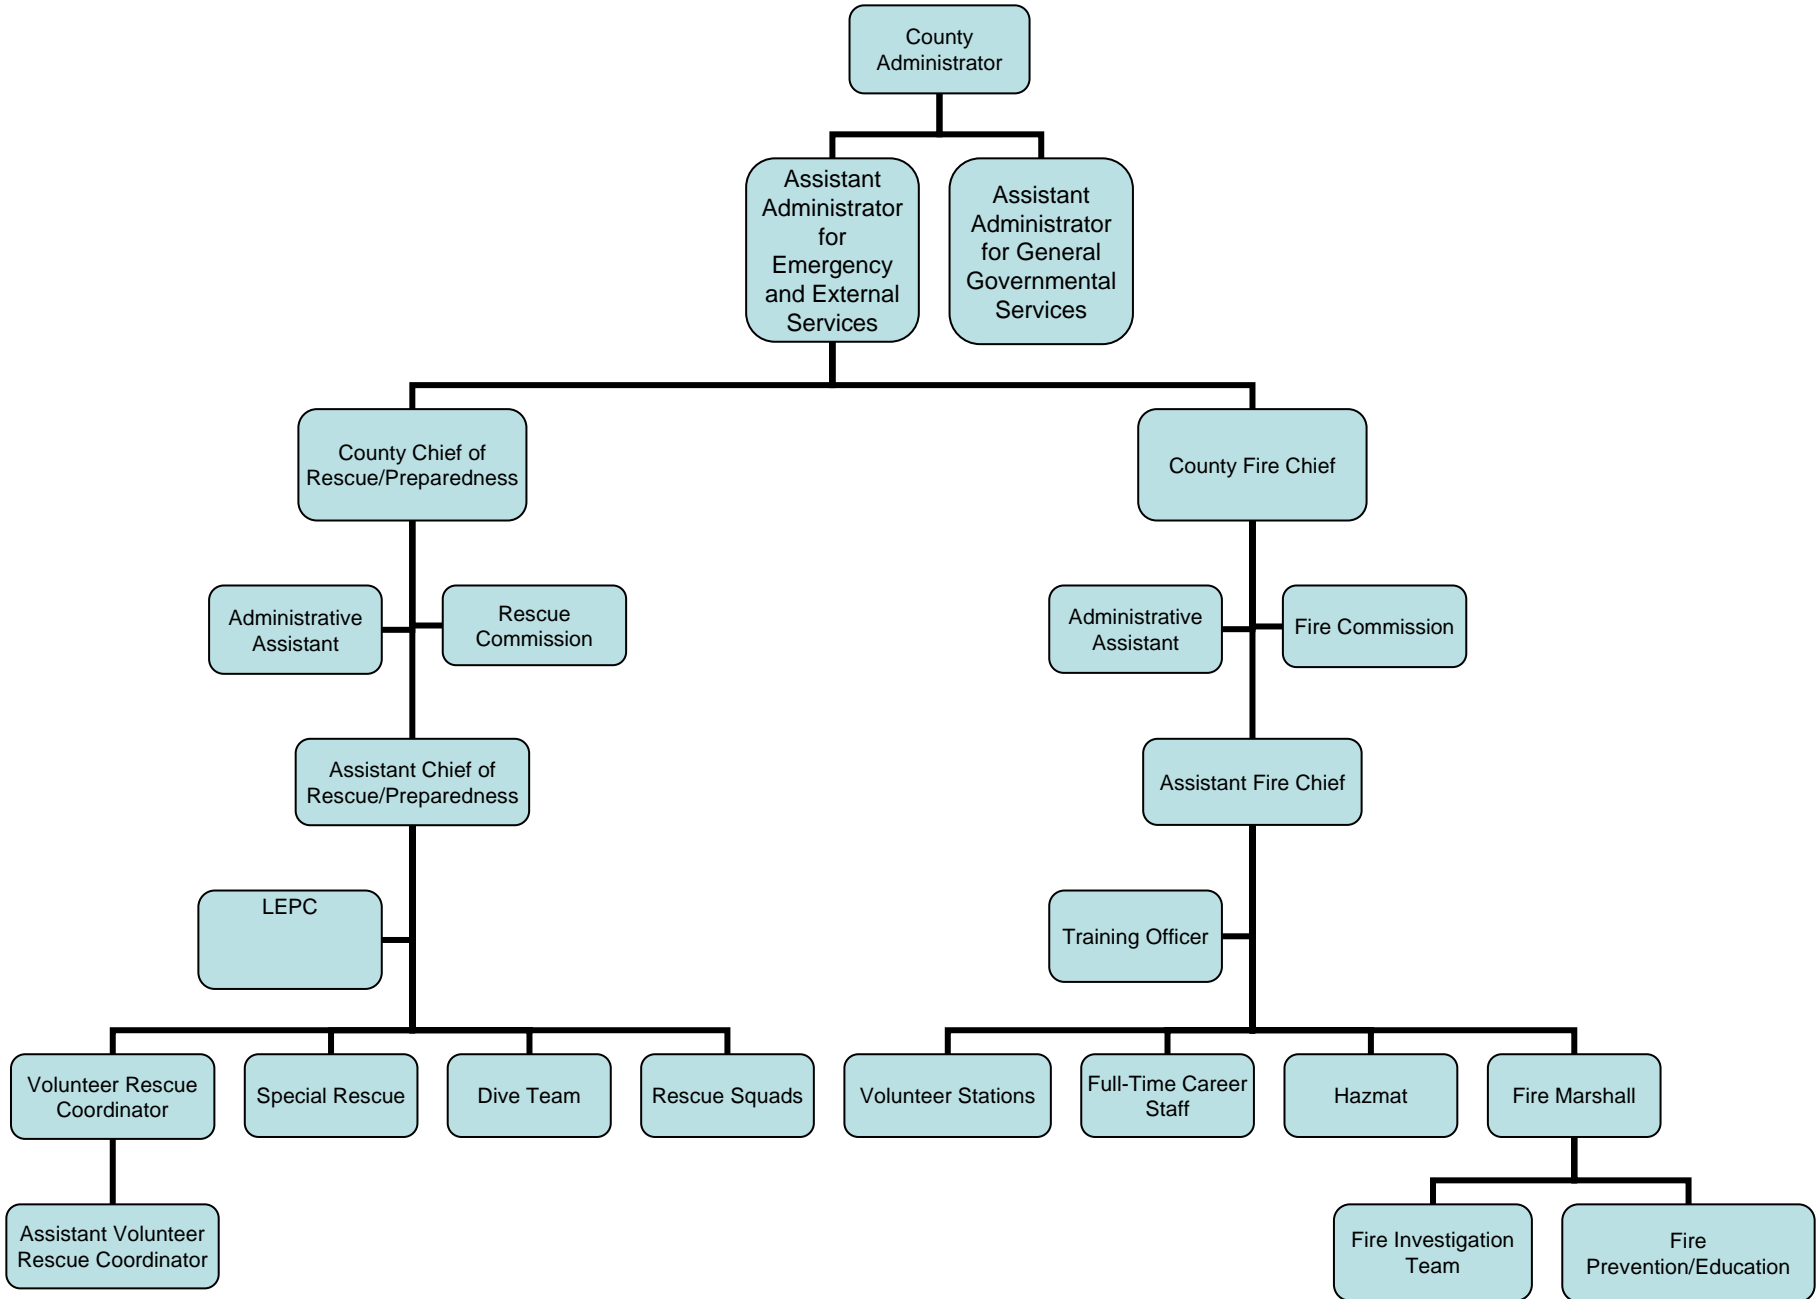 County
Administrator
Assistant
Administrator
for
Emergency
and External
Services
Assistant
Administrator
for General
Governmental
Services
County Chief of
Rescue/Preparedness
County Fire Chief
Administrative
Assistant
Rescue
Commission
Administrative
Assistant
Fire Commission
Assistant Chief of
Rescue/Preparedness
Assistant Fire Chief
LEPC
Training Officer
Volunteer Rescue
Coordinator
Special Rescue
Dive Team
Rescue Squads
Volunteer Stations
Full-Time Career
Staff
Hazmat
Fire Marshall
Assistant Volunteer
Rescue Coordinator
Fire Investigation
Team
Fire
Prevention/Education